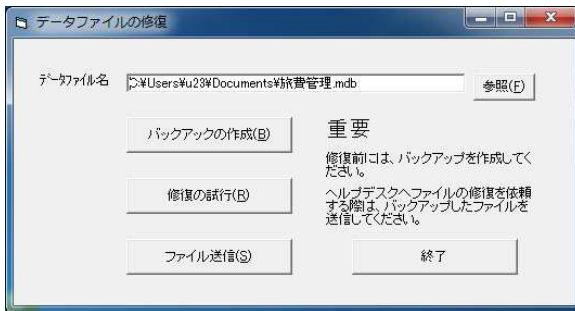 データファイルの修復
データファイル名
C:¥Users¥u23¥Documents¥旅費管理.mdb
参照(F)
バックアックの作成(B)
重要
修復前には、バックアップを作成してく
ださい。
修復の試行(R)
ヘルプデスクへファイルの修復を依頼
する際は、バックアップしたファイルを
送信してください。
ファイル送信(S)
終了